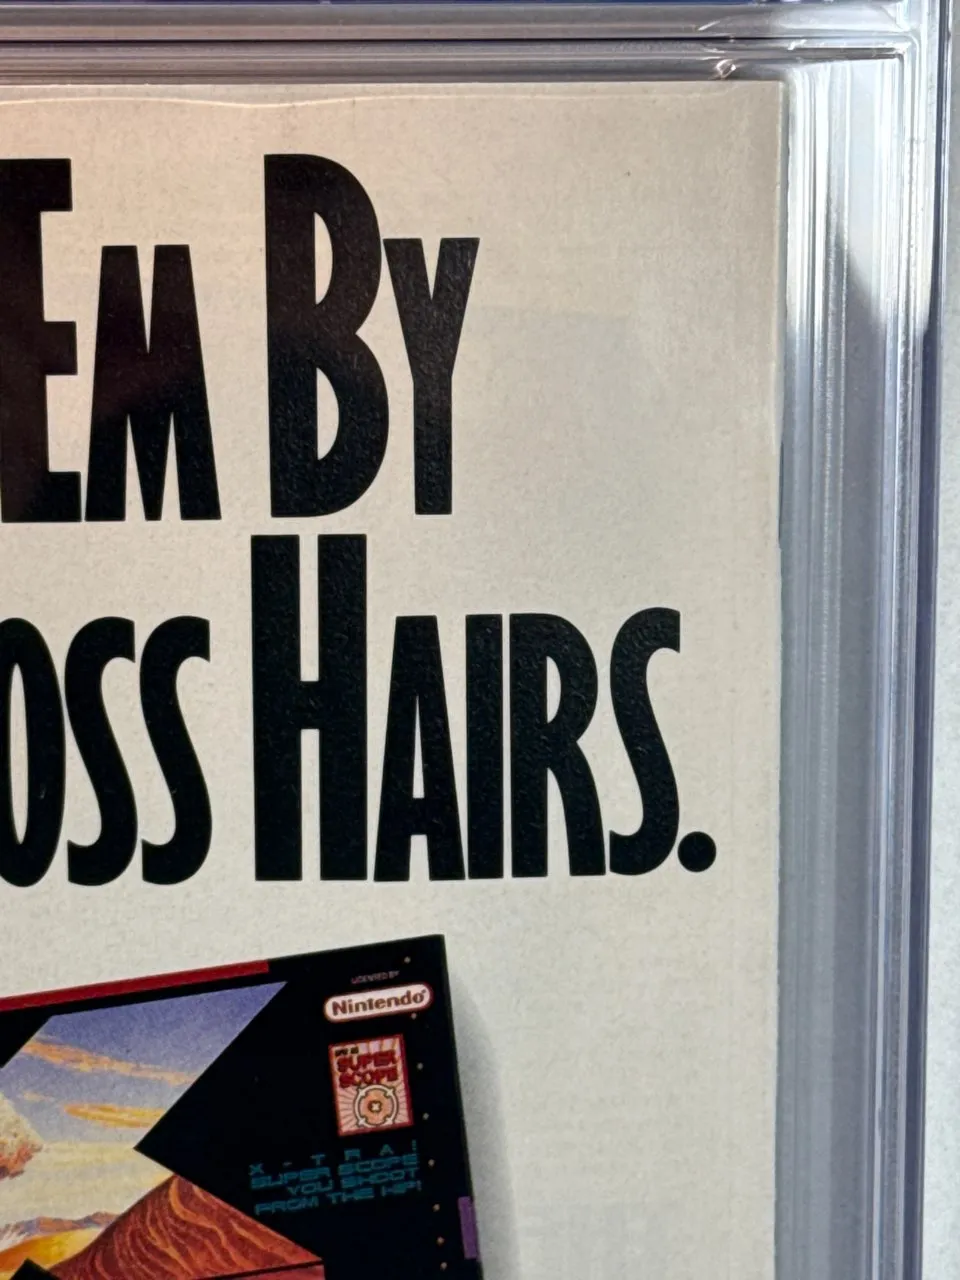 EM BY
OSS HAIRS.
LICENSED BY
Nintendo®
SUPER
SCOPE
X-TRA!
SUPER SCOPE
YOU SHOOT
FROM THE HIP!